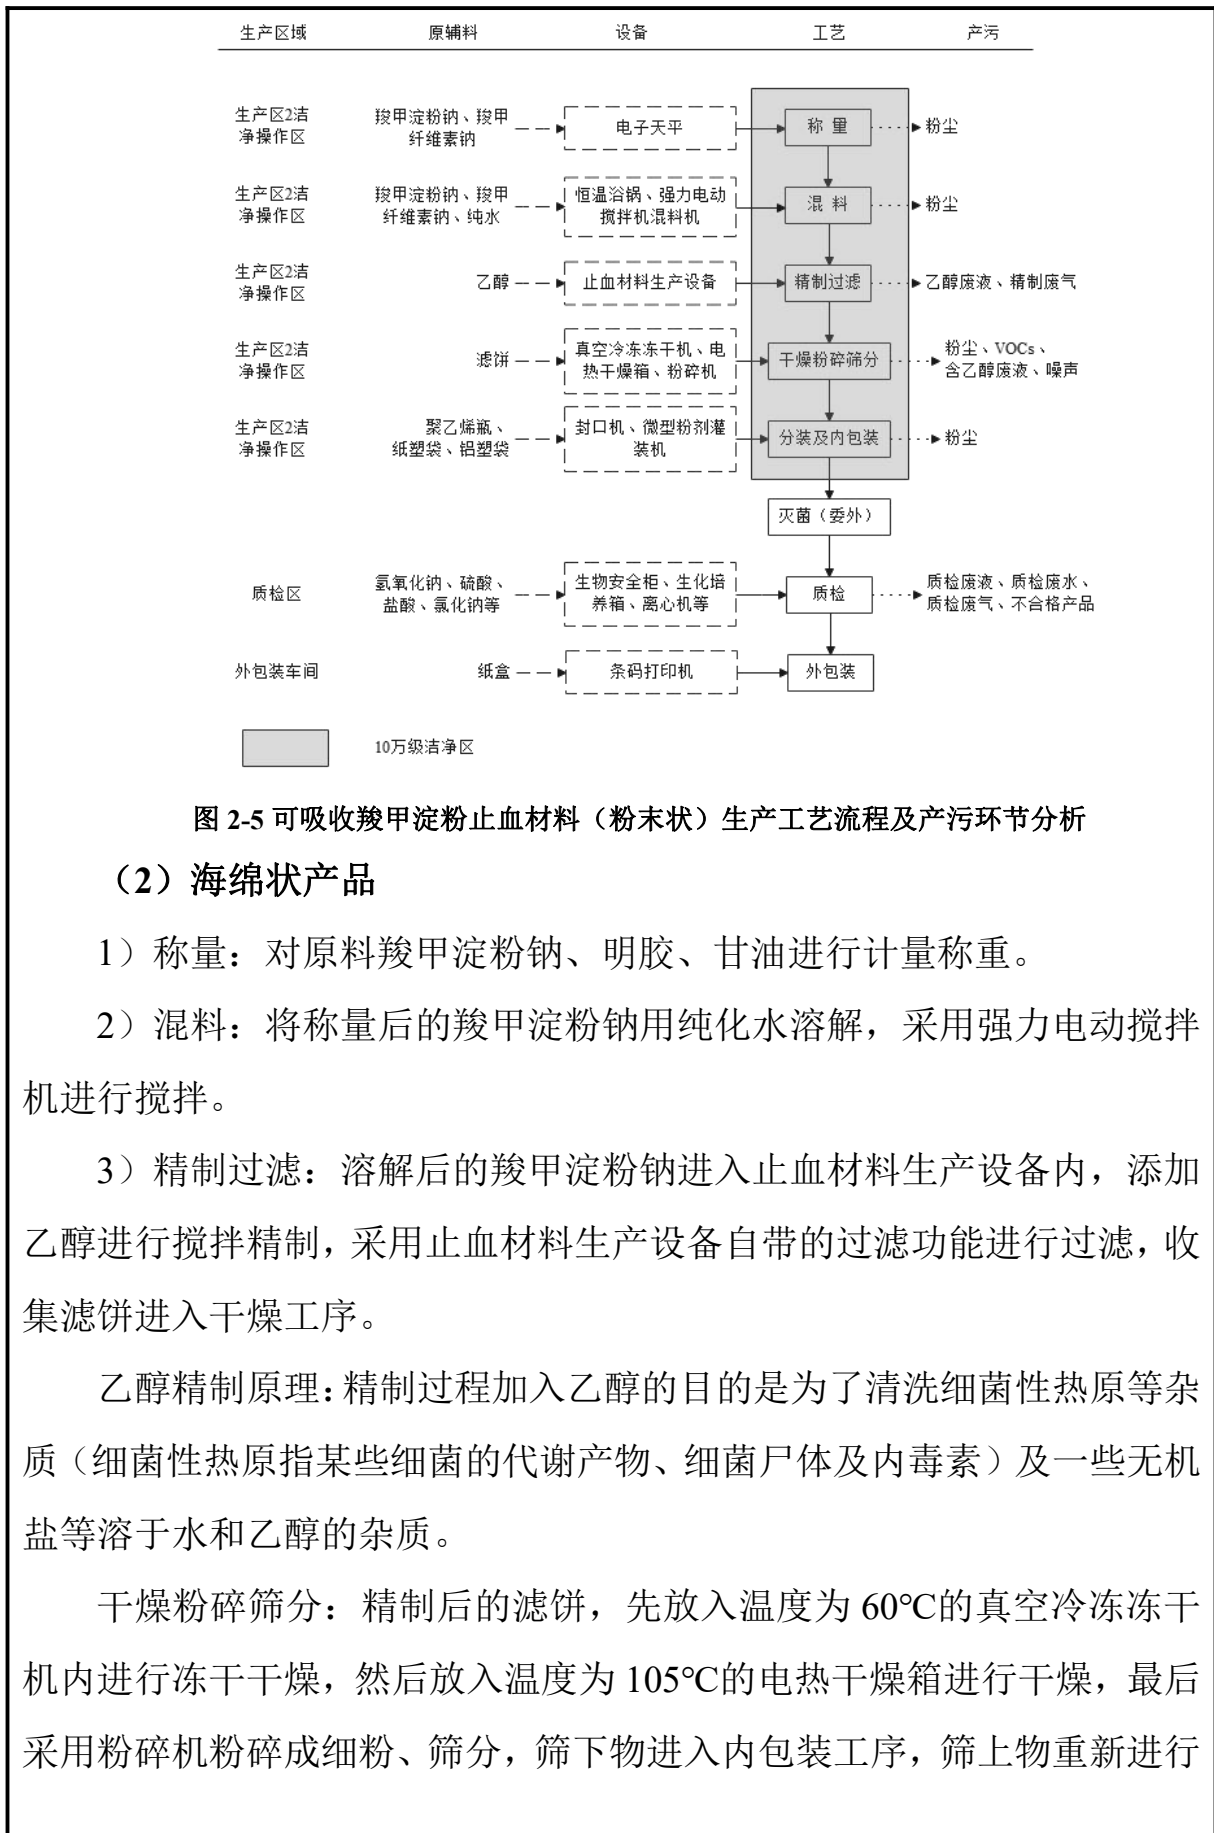 生产区域 原辅料 设备 工艺 产污
生产区2洁
净操作区
羧甲淀粉钠、羧甲
纤维素钠
电子天平
称 量
粉尘
生产区2洁
净操作区
羧甲淀粉钠、羧甲
纤维素钠、纯水
恒温浴锅、强力电动
搅拌机混料机
混 料
粉尘
生产区2洁
净操作区
乙醇
止血材料生产设备
精制过滤
乙醇废液、精制废气
生产区2洁
净操作区
滤饼
真空冷冻冻干机、电
热干燥箱、粉碎机
干燥粉碎筛分
粉尘、VOCs、
含乙醇废液、噪声
生产区2洁
净操作区
聚乙烯瓶、
纸塑袋、铝塑袋
封口机、微型粉剂灌
装机
分装及内包装
粉尘
灭菌（委外）
质检区
氢氧化钠、硫酸、
盐酸、氯化钠等
生物安全柜、生化培
养箱、离心机等
质检
质检废液、质检废水、
质检废气、不合格产品
外包装车间
纸盒
条码打印机
外包装
10万级洁净区
图 2-5 可吸收羧甲淀粉止血材料（粉末状）生产工艺流程及产污环节分析
（2）海绵状产品
1）称量：对原料羧甲淀粉钠、明胶、甘油进行计量称重。
2）混料：将称量后的羧甲淀粉钠用纯化水溶解，采用强力电动搅拌
机进行搅拌。
3）精制过滤：溶解后的羧甲淀粉钠进入止血材料生产设备内，添加
乙醇进行搅拌精制，采用止血材料生产设备自带的过滤功能进行过滤，收
集滤饼进入干燥工序。
乙醇精制原理：精制过程加入乙醇的目的是为了清洗细菌性热原等杂
质（细菌性热原指某些细菌的代谢产物、细菌尸体及内毒素）及一些无机
盐等溶于水和乙醇的杂质。
干燥粉碎筛分：精制后的滤饼，先放入温度为 60℃的真空冷冻冻干
机内进行冻干干燥，然后放入温度为 105℃的电热干燥箱进行干燥，最后
采用粉碎机粉碎成细粉、筛分，筛下物进入内包装工序，筛上物重新进行